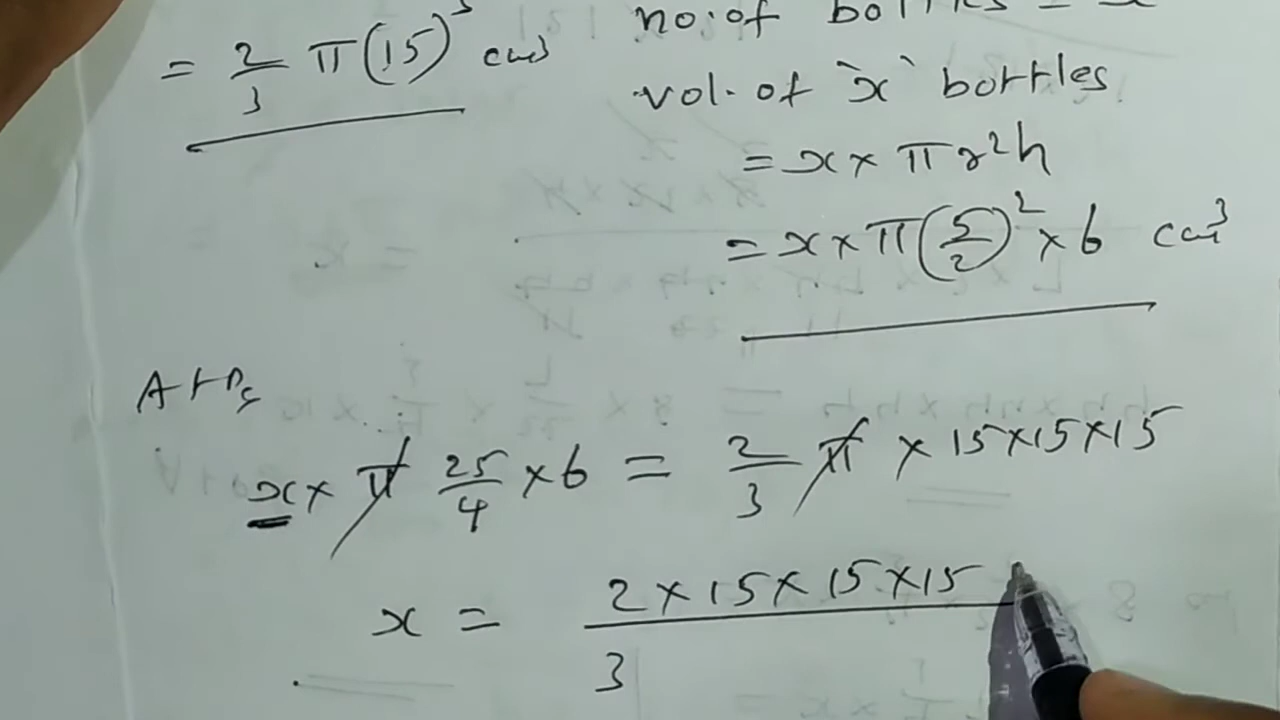 = 2/3 π(15)³ cm³
no. of bottles = x
vol. of `x` bottles
= x × πr²h
= x × π(5/2)² × 6 cm³
ATP,
x × π 25/4 × 6 = 2/3 π × 15×15×15
x = 2×15×15×15
3